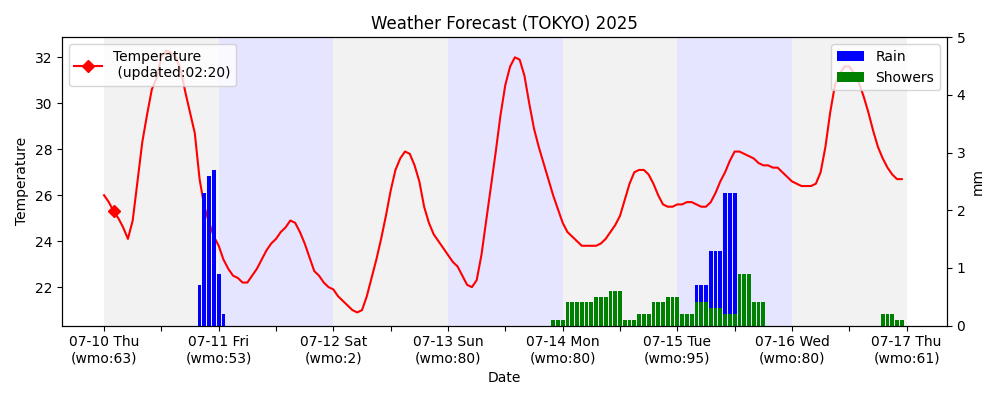 Weather Forecast (TOKYO) 2025
Temperature
(updated:02:20)
Rain
Showers
Temperature
32
30
28
26
24
22
5
4
3
2
1
0
mm
07-10 Thu
(wmo:63)
07-11 Fri
(wmo:53)
07-12 Sat
(wmo:2)
07-13 Sun
(wmo:80)
07-14 Mon
(wmo:80)
07-15 Tue
(wmo:95)
07-16 Wed
(wmo:80)
07-17 Thu
(wmo:61)
Date